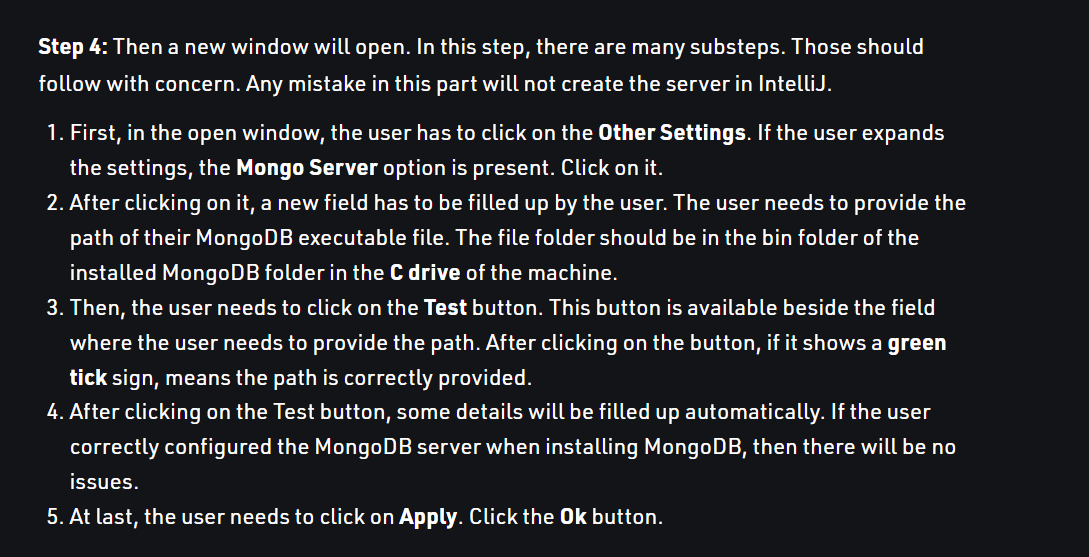 Step 4: Then a new window will open. In this step, there are many substeps. Those should
follow with concern. Any mistake in this part will not create the server in IntelliJ.
1. First, in the open window, the user has to click on the Other Settings. If the user expands
the settings, the Mongo Server option is present. Click on it.
2. After clicking on it, a new field has to be filled up by the user. The user needs to provide the
path of their MongoDB executable file. The file folder should be in the bin folder of the
installed MongoDB folder in the C drive of the machine.
3. Then, the user needs to click on the Test button. This button is available beside the field
where the user needs to provide the path. After clicking on the button, if it shows a green
tick sign, means the path is correctly provided.
4. After clicking on the Test button, some details will be filled up automatically. If the user
correctly configured the MongoDB server when installing MongoDB, then there will be no
issues.
5. At last, the user needs to click on Apply. Click the Ok button.